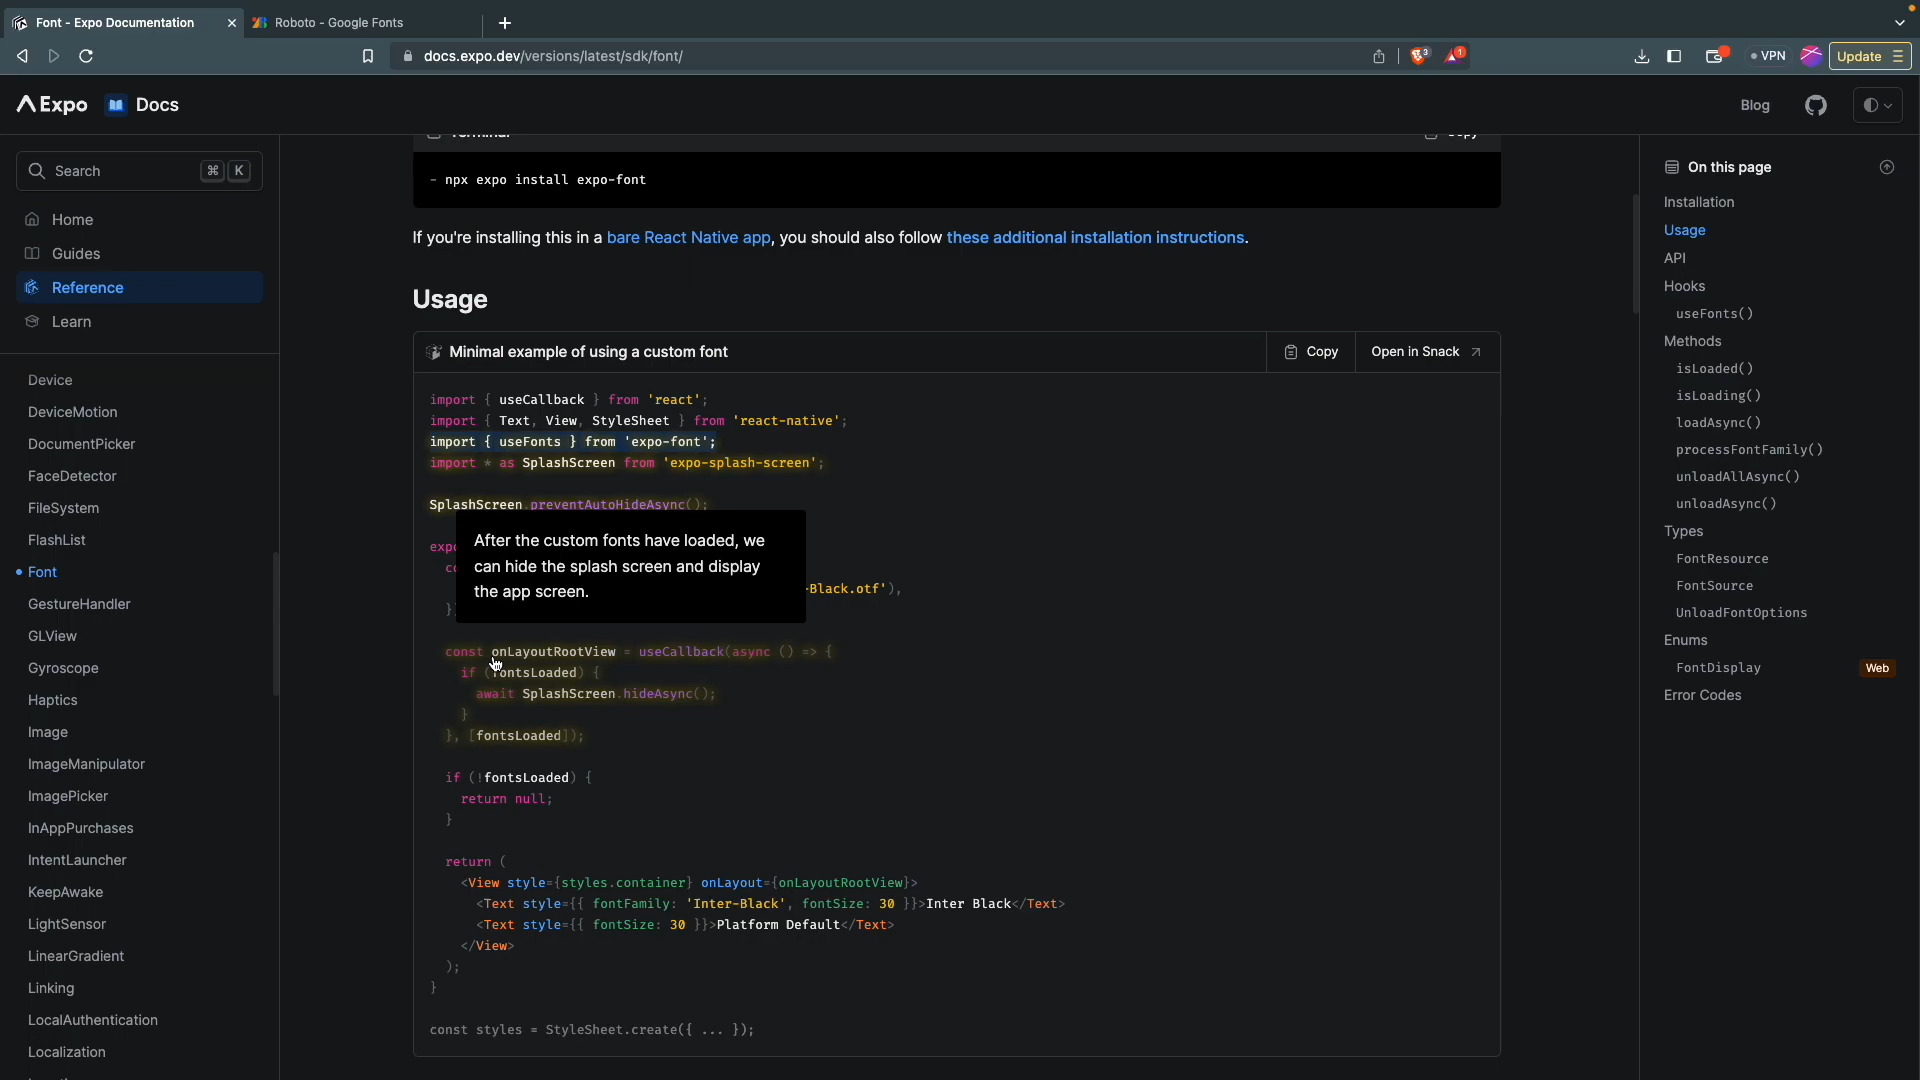 Font - Expo Documentation
Roboto - Google Fonts
docs.expo.dev/versions/latest/sdk/font/
3
1
VPN
Update
Expo
Docs
Blog
Search
⌘ K
Home
Guides
Reference
Learn
Device
DeviceMotion
DocumentPicker
FaceDetector
FileSystem
FlashList
Font
GestureHandler
GLView
Gyroscope
Haptics
Image
ImageManipulator
ImagePicker
InAppPurchases
IntentLauncher
KeepAwake
LightSensor
LinearGradient
Linking
LocalAuthentication
Localization
Terminal
Copy
- npx expo install expo-font
If you're installing this in a bare React Native app, you should also follow these additional installation instructions.
Usage
Minimal example of using a custom font
Copy
Open in Snack
import { useCallback } from 'react';
import { Text, View, StyleSheet } from 'react-native';
import { useFonts } from 'expo-font';
import * as SplashScreen from 'expo-splash-screen';
SplashScreen.preventAutoHideAsync();
After the custom fonts have loaded, we
can hide the splash screen and display
the app screen.
expo
co
-Black.otf'),
})
const onLayoutRootView = useCallback(async () => {
if (fontsLoaded) {
await SplashScreen.hideAsync();
}
}, [fontsLoaded]);
if (!fontsLoaded) {
return null;
}
return (
<View style={styles.container} onLayout={onLayoutRootView}>
<Text style={{ fontFamily: 'Inter-Black', fontSize: 30 }}>Inter Black</Text>
<Text style={{ fontSize: 30 }}>Platform Default</Text>
</View>
);
}
const styles = StyleSheet.create({ ... });
On this page
Installation
Usage
API
Hooks
useFonts()
Methods
isLoaded()
isLoading()
loadAsync()
processFontFamily()
unloadAllAsync()
unloadAsync()
Types
FontResource
FontSource
UnloadFontOptions
Enums
FontDisplay
Web
Error Codes